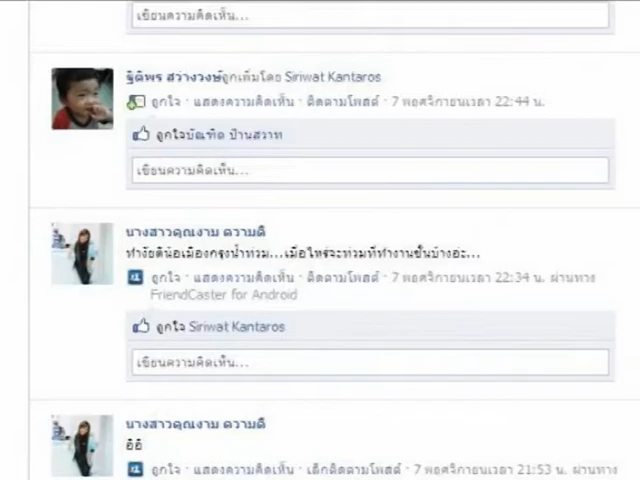 เขียนความคิดเห็น...
ฐิติพร สว่างวงษ์ถูกเพิ่มโดย Siriwat Kantaros
ถูกใจ · แสดงความคิดเห็น · ติดตามโพสต์ · 7 พฤศจิกายนเวลา 22:44 น.
ถูกใจบัณฑิต ป้านสวาท
เขียนความคิดเห็น...
นางสาวคุณงาม ความดี
ทำงัยดีน้อเมืองกรุงน้ำท่วม...เมื่อไหร่จะท่วมที่ทำงานชั้นบ้างอ่ะ...
ถูกใจ · แสดงความคิดเห็น · ติดตามโพสต์ · 7 พฤศจิกายนเวลา 22:34 น. ผ่านทาง
FriendCaster for Android
ถูกใจ Siriwat Kantaros
เขียนความคิดเห็น...
นางสาวคุณงาม ความดี
อิอิ
ถูกใจ · แสดงความคิดเห็น · เลิกติดตามโพสต์ · 7 พฤศจิกายนเวลา 21:53 น. ผ่านทาง